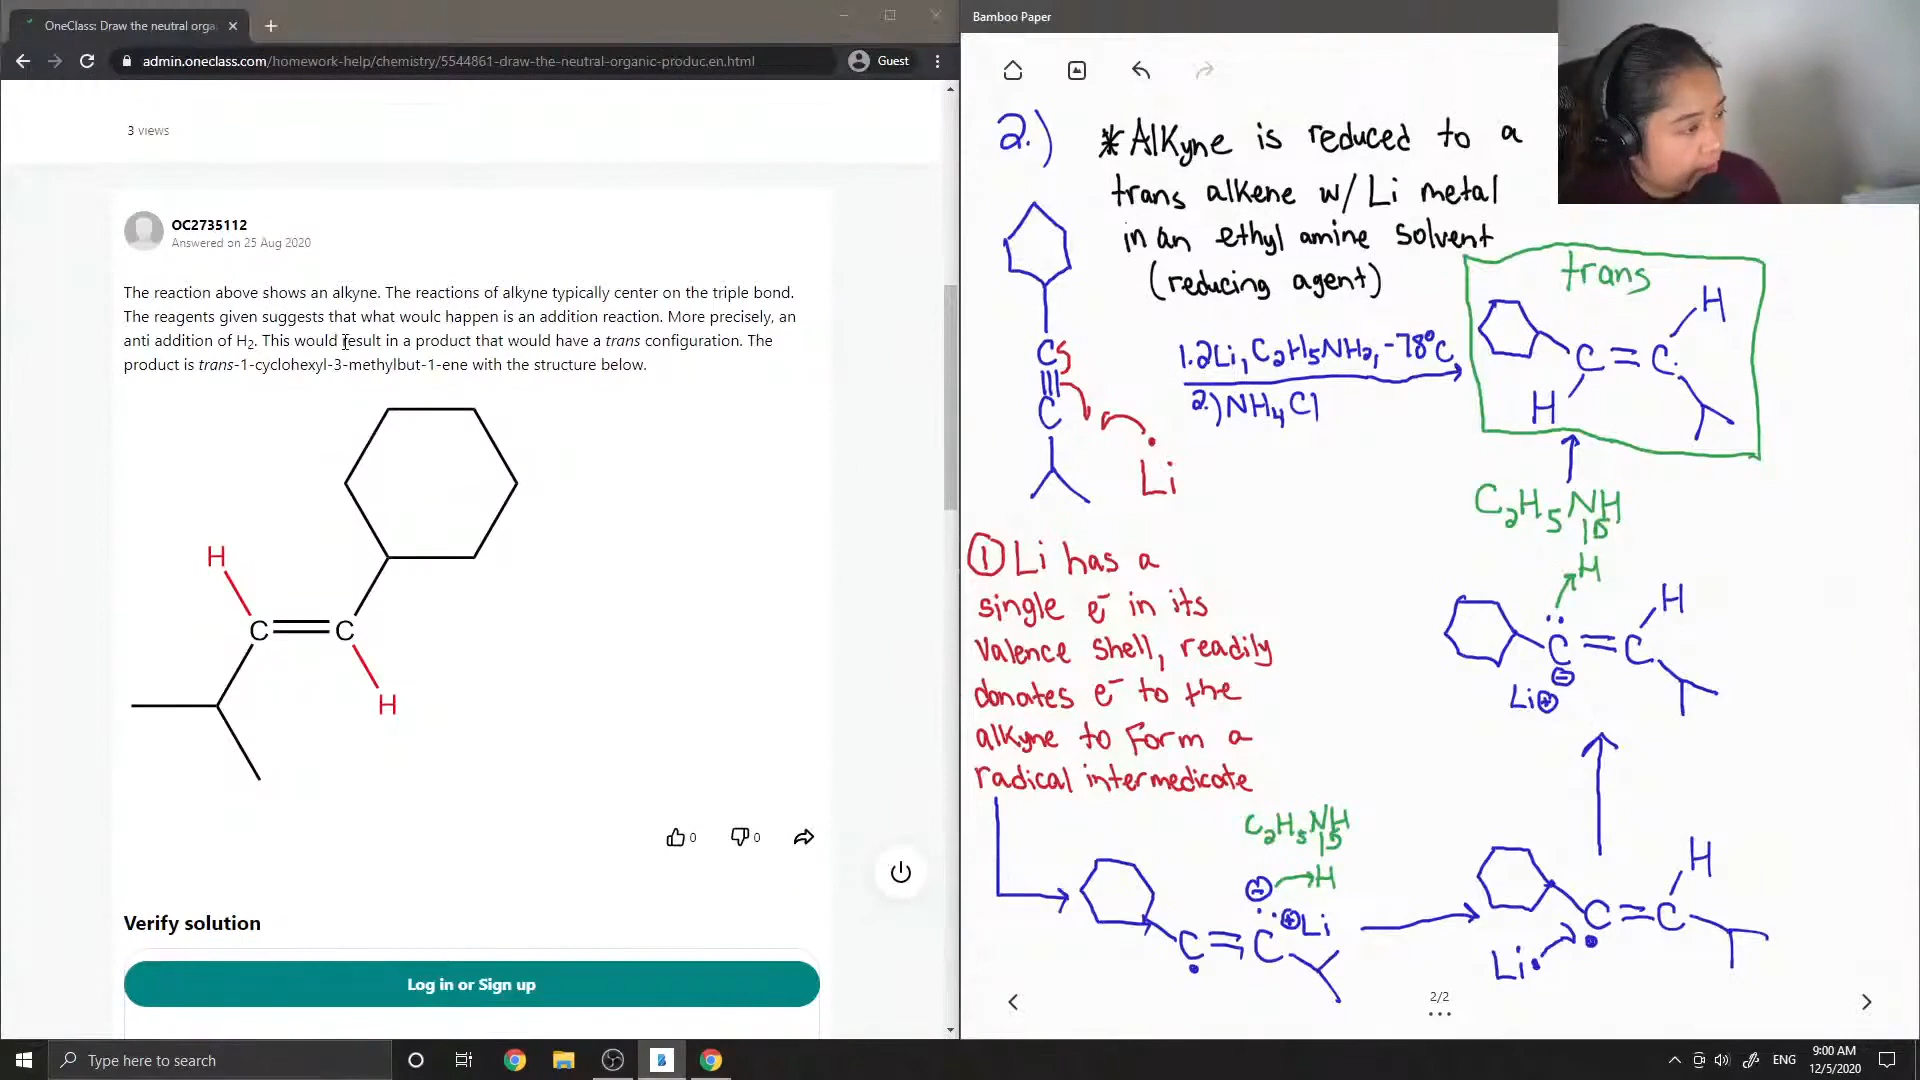 OneClass: Draw the neutral orga
admin.oneclass.com/homework-help/chemistry/5544861-draw-the-neutral-organic-produc.en.html
Guest
3 views
OC2735112
Answered on 25 Aug 2020
The reaction above shows an alkyne. The reactions of alkyne typically center on the triple bond.
The reagents given suggests that what woulc happen is an addition reaction. More precisely, an
anti addition of H2. This would result in a product that would have a trans configuration. The
product is trans-1-cyclohexyl-3-methylbut-1-ene with the structure below.
H
C
C
H
0
0
Verify solution
Log in or Sign up
Type here to search
Bamboo Paper
2.)
*Alkyne is reduced to a
trans alkene w/ Li metal
in an ethyl amine solvent
(reducing agent)
C
C
Li
1. 2Li, C2H5NH2, -78°C
2.) NH4Cl
trans
H
C = C
H
C2H5NH
H
H
C = C
Li⊕
① Li has a
single e⁻ in its
valence shell, readily
donates e⁻ to the
alkyne to form a
radical intermedicate
C2H5NH
⊖
H
⊕Li
C = C
H
C = C
Li
2/2
ENG
9:00 AM
12/5/2020